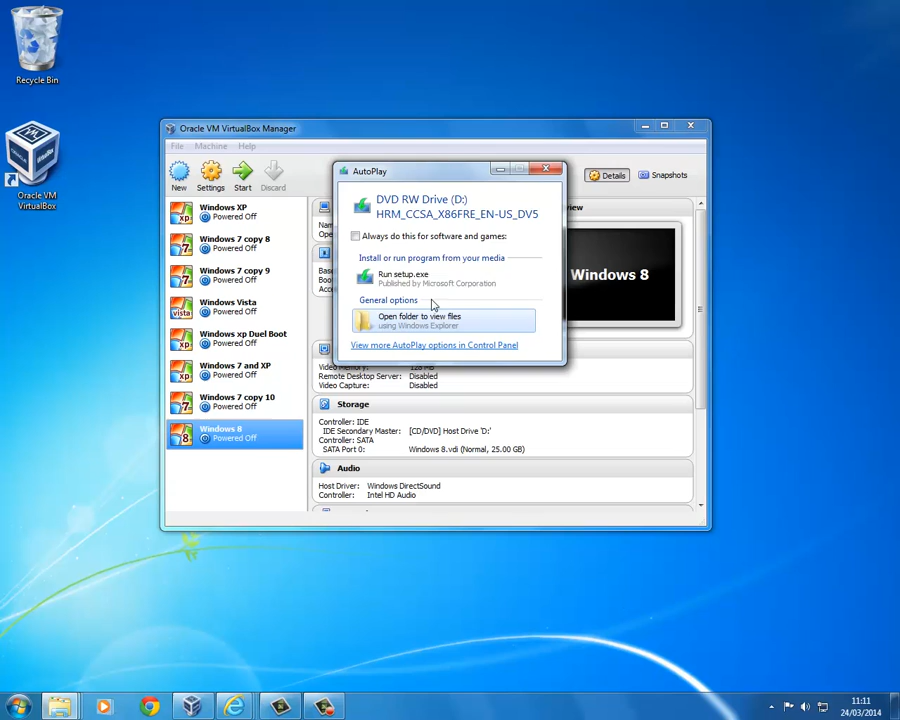 Recycle Bin
Oracle VM
VirtualBox
Oracle VM VirtualBox Manager
File Machine Help
New Settings Start Discard
Details Snapshots
Windows XP
Powered Off
Windows 7 copy 8
Powered Off
Windows 7 copy 9
Powered Off
Windows Vista
Powered Off
Windows xp Duel Boot
Powered Off
Windows 7 and XP
Powered Off
Windows 7 copy 10
Powered Off
Windows 8
Powered Off
AutoPlay
DVD RW Drive (D:)
HRM_CCSA_X86FRE_EN-US_DV5
Always do this for software and games:
Install or run program from your media
Run setup.exe
Published by Microsoft Corporation
General options
Open folder to view files
using Windows Explorer
View more AutoPlay options in Control Panel
Windows 8
Video Memory: 128 MB
Remote Desktop Server: Disabled
Video Capture: Disabled
Storage
Controller: IDE
IDE Secondary Master: [CD/DVD] Host Drive 'D:'
Controller: SATA
SATA Port 0: Windows 8.vdi (Normal, 25.00 GB)
Audio
Host Driver: Windows DirectSound
Controller: Intel HD Audio
11:11
24/03/2014